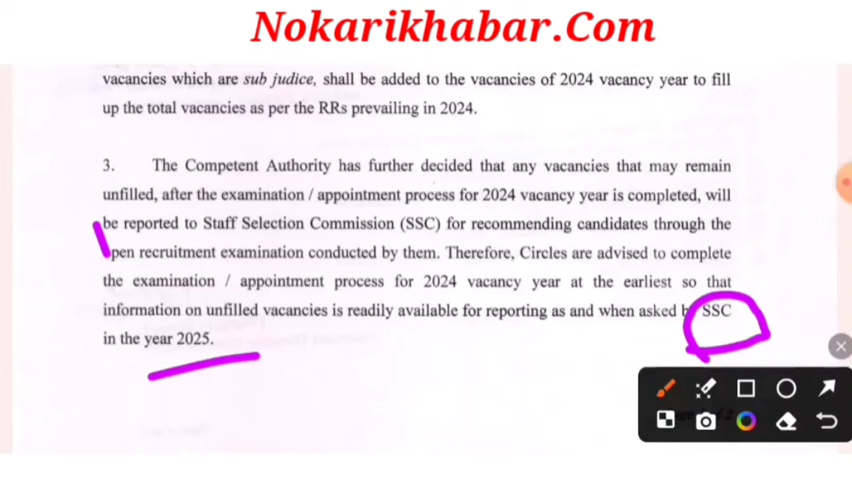 Nokarikhabar.Com
vacancies which are sub judice, shall be added to the vacancies of 2024 vacancy year to fill
up the total vacancies as per the RRs prevailing in 2024.
3. The Competent Authority has further decided that any vacancies that may remain
unfilled, after the examination / appointment process for 2024 vacancy year is completed, will
be reported to Staff Selection Commission (SSC) for recommending candidates through the
pen recruitment examination conducted by them. Therefore, Circles are advised to complete
the examination / appointment process for 2024 vacancy year at the earliest so that
information on unfilled vacancies is readily available for reporting as and when asked b SSC
in the year 2025.